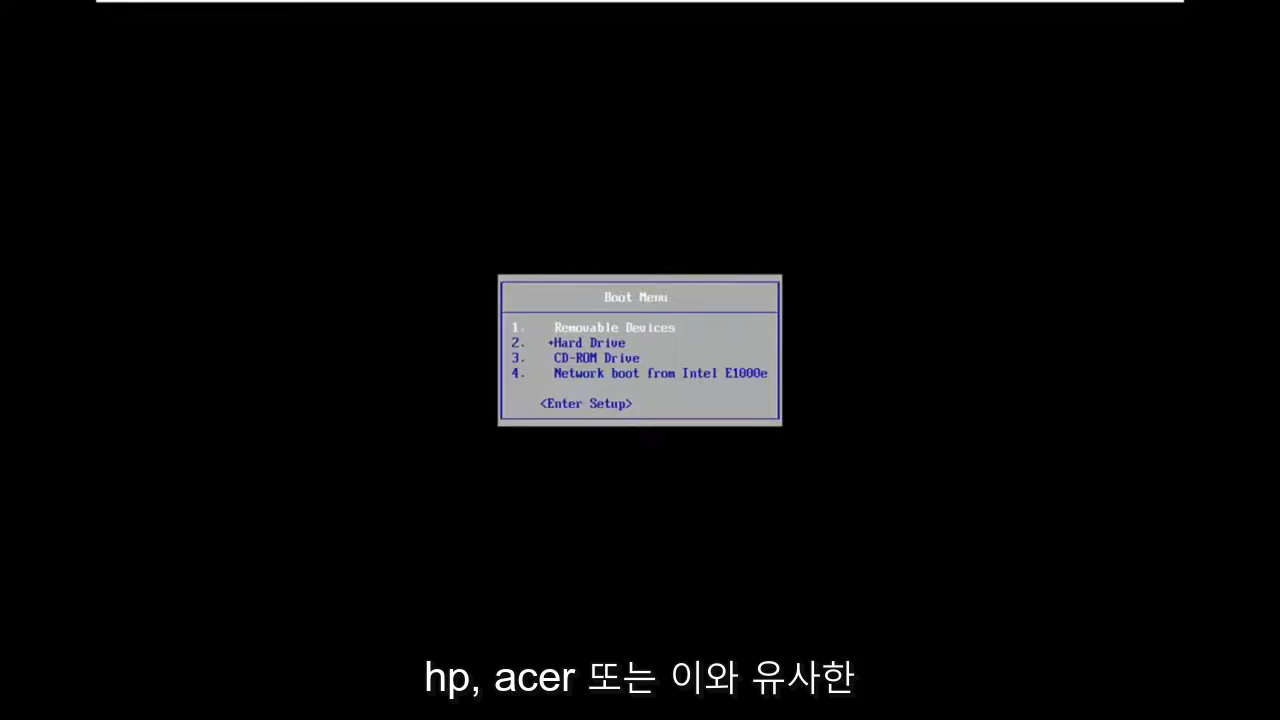 Boot Menu
1. Removable Devices
2. +Hard Drive
3. CD-ROM Drive
4. Network boot from Intel E1000e
<Enter Setup>
hp, acer 또는 이와 유사한